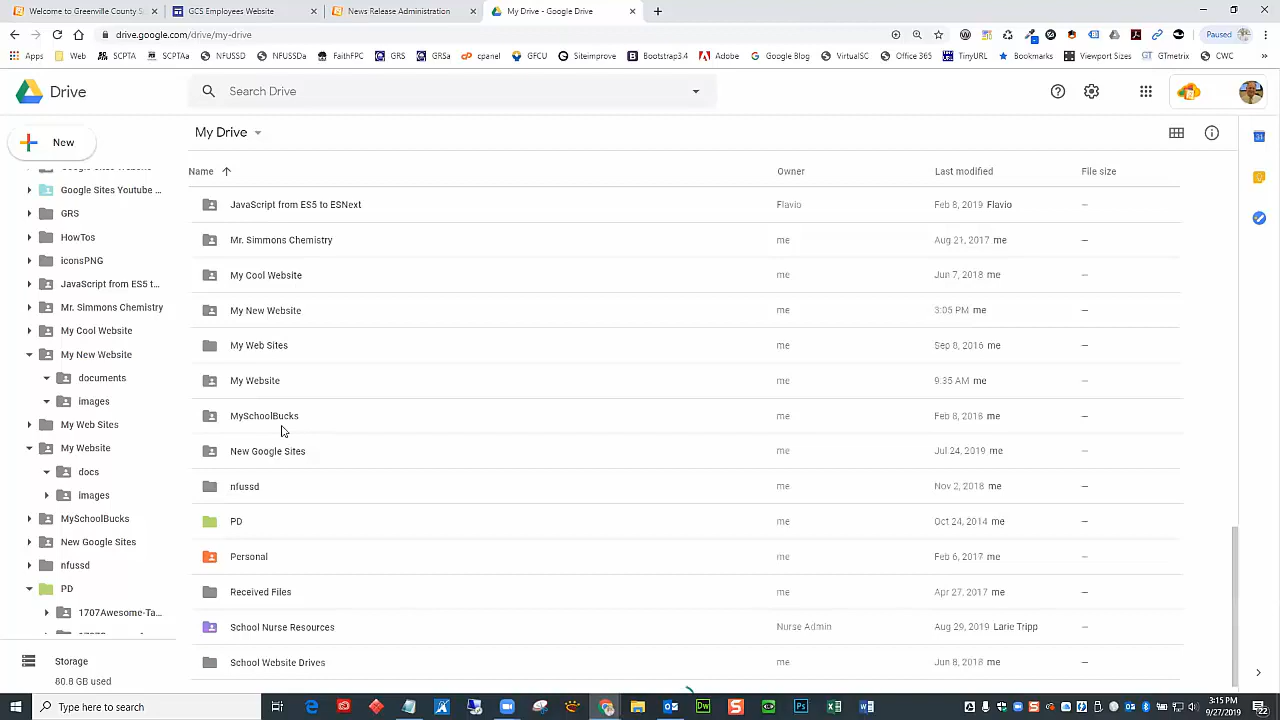 Welcome to Greenville County S
GCS Employees Website
News Release Administration
My Drive - Google Drive
drive.google.com/drive/my-drive
Paused
Apps
Web
SCPTA
SCPTAa
NFUSSD
NFUSSDa
FaithFPC
GRS
GRSa
cpanel
GFCU
Siteimprove
Bootstrap3.4
Adobe
Google Drive
VirtualSC
Office 365
TinyURL
Bookmarks
Viewport Sizes
GTmetrix
CWC
Drive
Search Drive
New
My Drive
Name
Owner
Last modified
File size
Google Sites Youtube ...
GRS
HowTos
iconsPNG
JavaScript from ES5 t...
Mr. Simmons Chemistry
My Cool Website
My New Website
documents
images
My Web Sites
My Website
docs
images
MySchoolBucks
New Google Sites
nfussd
PD
1707Awesome-Ta...
Storage
80.8 GB used
JavaScript from ES5 to ESNext Flavio Feb 8, 2019 Flavio –
Mr. Simmons Chemistry me Aug 21, 2017 me –
My Cool Website me Jun 7, 2018 me –
My New Website me 3:05 PM me –
My Web Sites me Sep 8, 2016 me –
My Website me 9:35 AM me –
MySchoolBucks me Feb 8, 2016 me –
New Google Sites me Jul 24, 2019 me –
nfussd me Nov 2, 2018 me –
PD me Oct 24, 2014 me –
Personal me Feb 6, 2017 me –
Received Files me Apr 27, 2017 me –
School Nurse Resources Nurse Admin Aug 29, 2019 Larie Tripp –
School Website Drives me Jun 8, 2018 me –
Type here to search
3:15 PM
9/27/2019